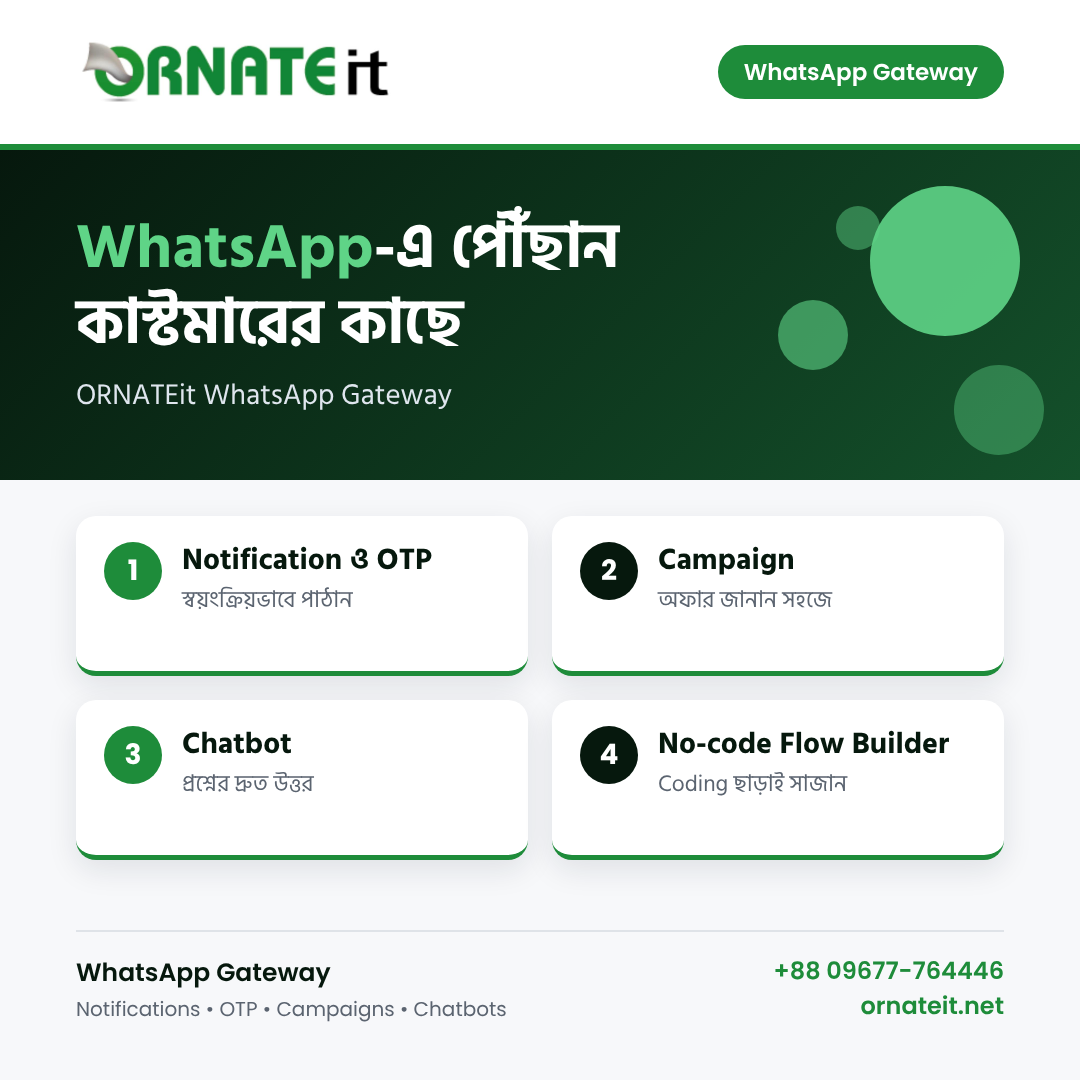 ORNATEit
WhatsApp Gateway
WhatsApp-এ পৌঁছান
কাস্টমারের কাছে
ORNATEit WhatsApp Gateway
1
Notification ও OTP
স্বয়ংক্রিয়ভাবে পাঠান
2
Campaign
অফার জানান সহজে
3
Chatbot
প্রশ্নের দ্রুত উত্তর
4
No-code Flow Builder
Coding ছাড়াই সাজান
WhatsApp Gateway
Notifications • OTP • Campaigns • Chatbots
+88 09677-764446
ornateit.net